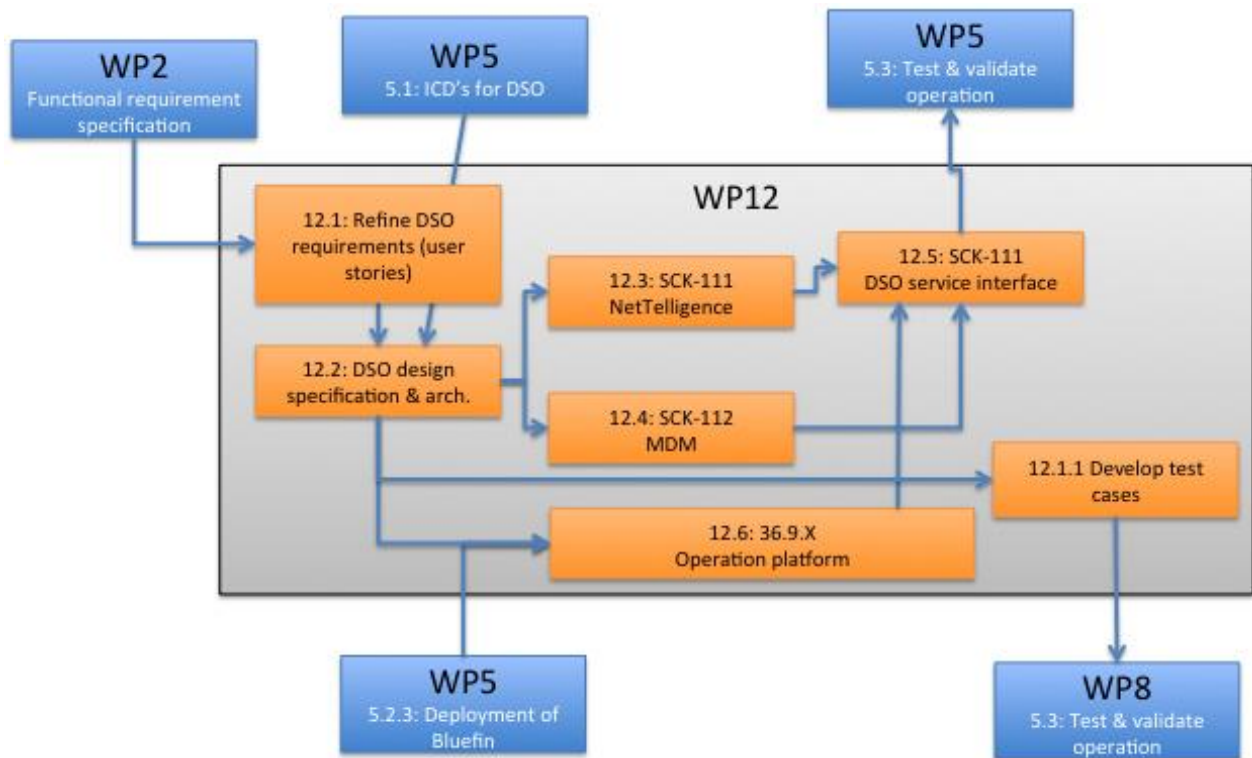 WP2
Functional requirement
specification
WP5
5.1: ICD's for DSO
WP5
5.3: Test & validate
operation
WP12
12.1: Refine DSO
requirements (user
stories)
12.3: SCK-111
NetTelligence
12.5: SCK-111
DSO service interface
12.2: DSO design
specification & arch.
12.4: SCK-112
MDM
12.1.1 Develop test
cases
12.6: 36.9.X
Operation platform
WP5
5.2.3: Deployment of
Bluefin
WP8
5.3: Test & validate
operation